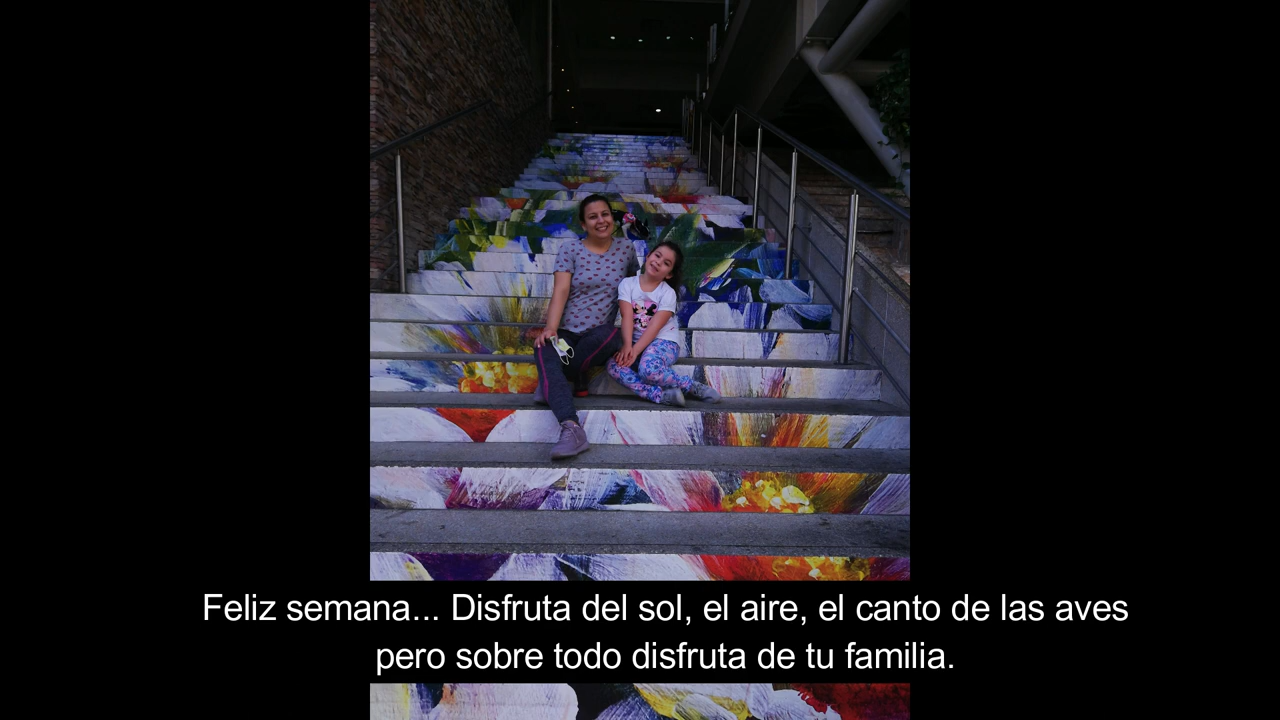 Feliz semana... Disfruta del sol, el aire, el canto de las aves
pero sobre todo disfruta de tu familia.